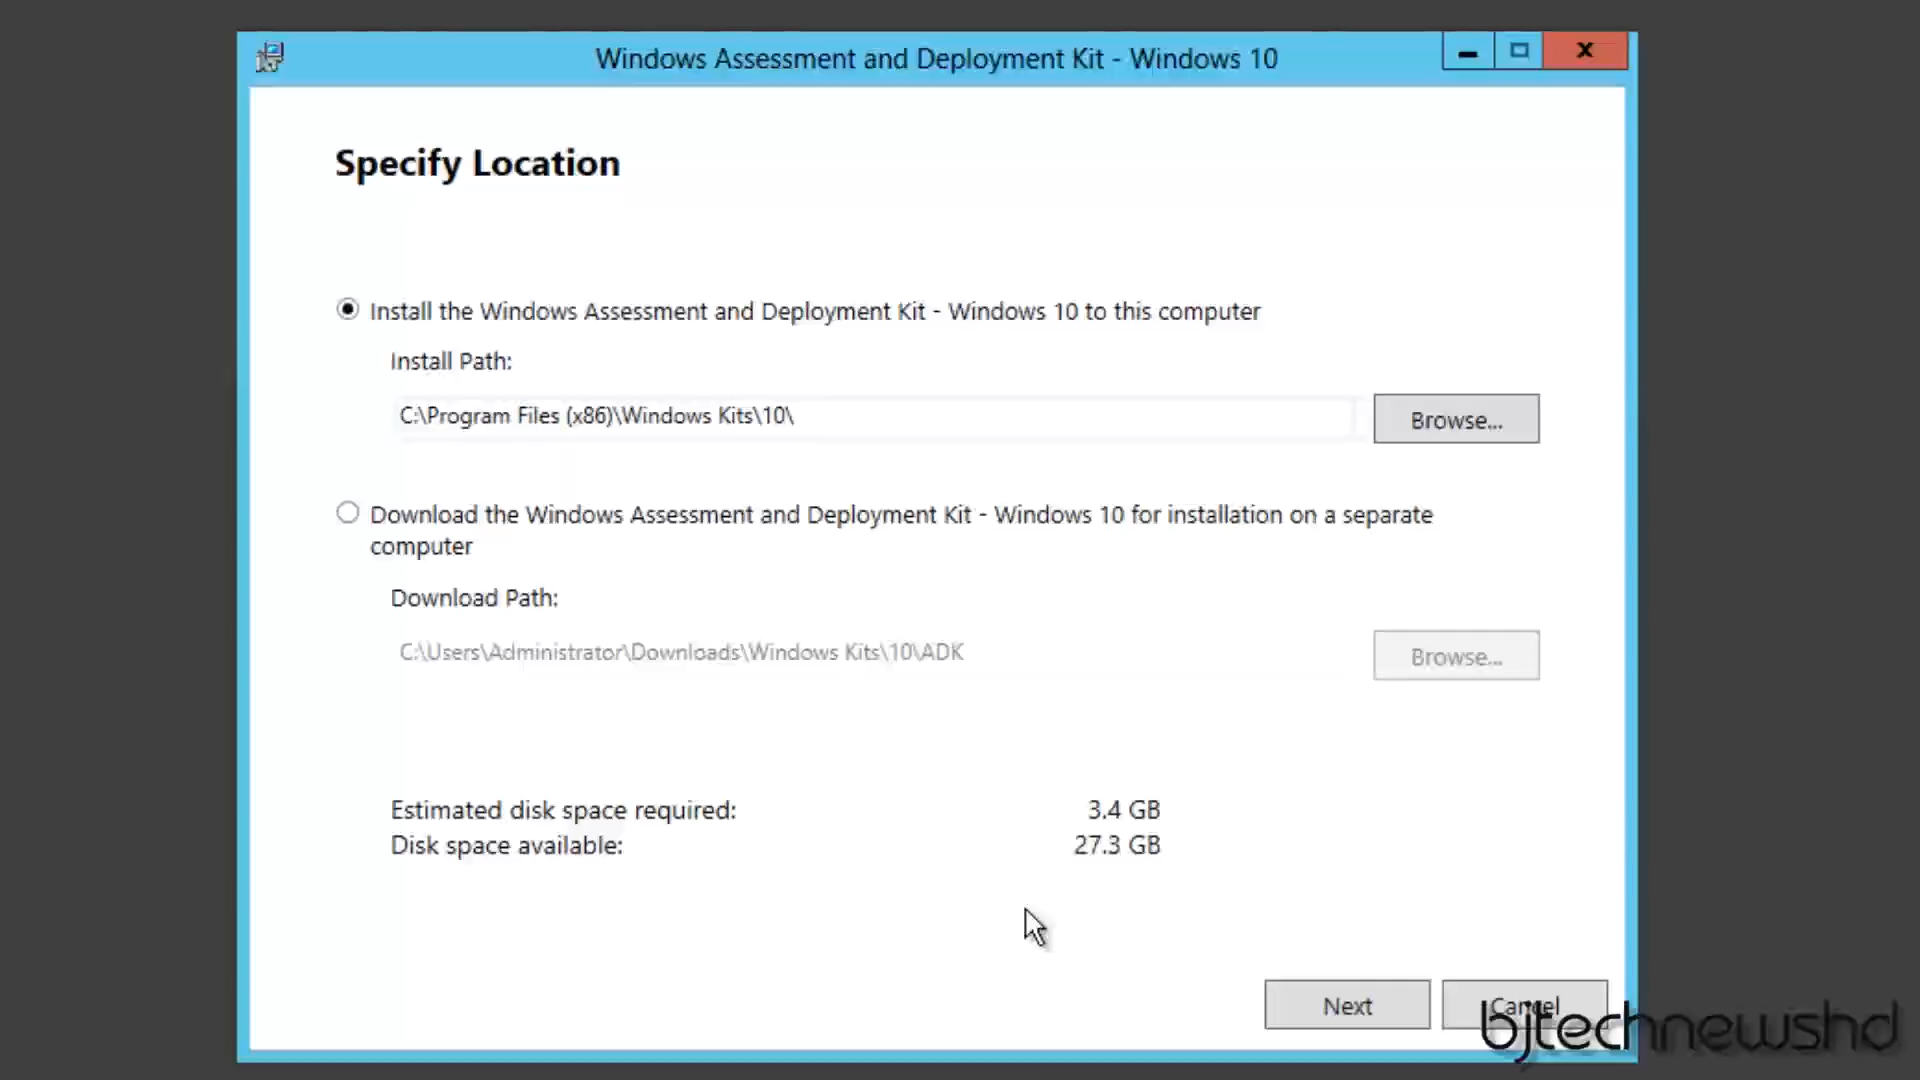 Windows Assessment and Deployment Kit - Windows 10
Specify Location
Install the Windows Assessment and Deployment Kit - Windows 10 to this computer
Install Path:
C:\Program Files (x86)\Windows Kits\10\
Browse...
Download the Windows Assessment and Deployment Kit - Windows 10 for installation on a separate
computer
Download Path:
C:\Users\Administrator\Downloads\Windows Kits\10\ADK
Browse...
Estimated disk space required: 3.4 GB
Disk space available: 27.3 GB
Next
Cancel
bjtechnewshd